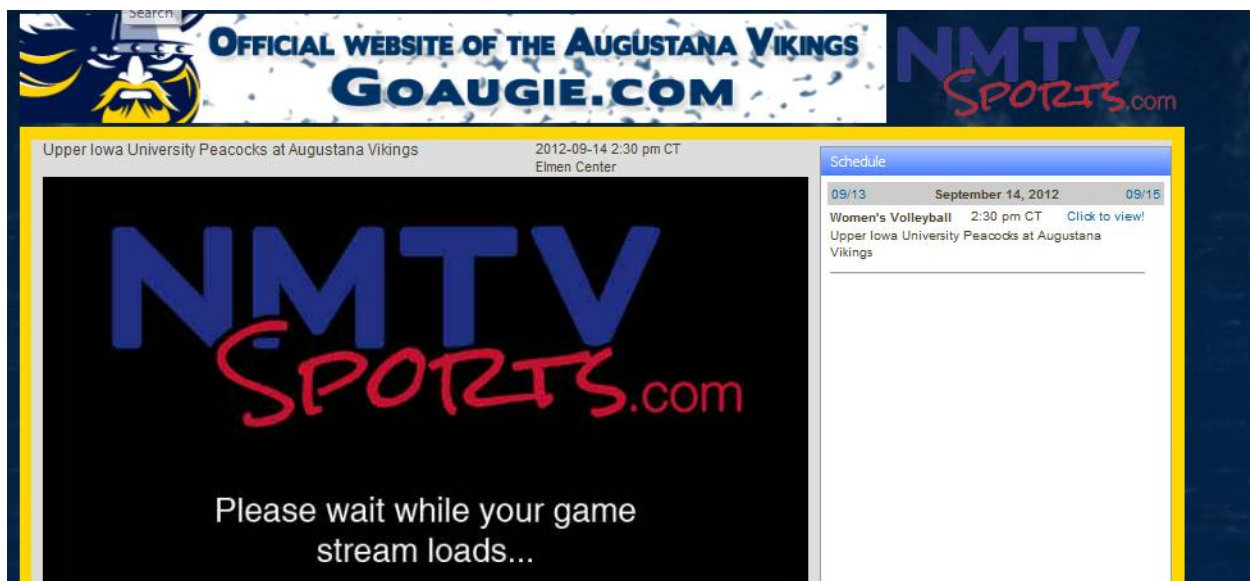 Search
OFFICIAL WEBSITE OF THE AUGUSTANA VIKINGS
GOAUGIE.COM
NMTV
SPORTS.com
Upper Iowa University Peacocks at Augustana Vikings
2012-09-14 2:30 pm CT
Elmen Center
NMTV
SPORTS.com
Please wait while your game
stream loads...
Schedule
09/13 September 14, 2012 09/15
Women's Volleyball 2:30 pm CT Click to view!
Upper Iowa University Peacocks at Augustana
Vikings